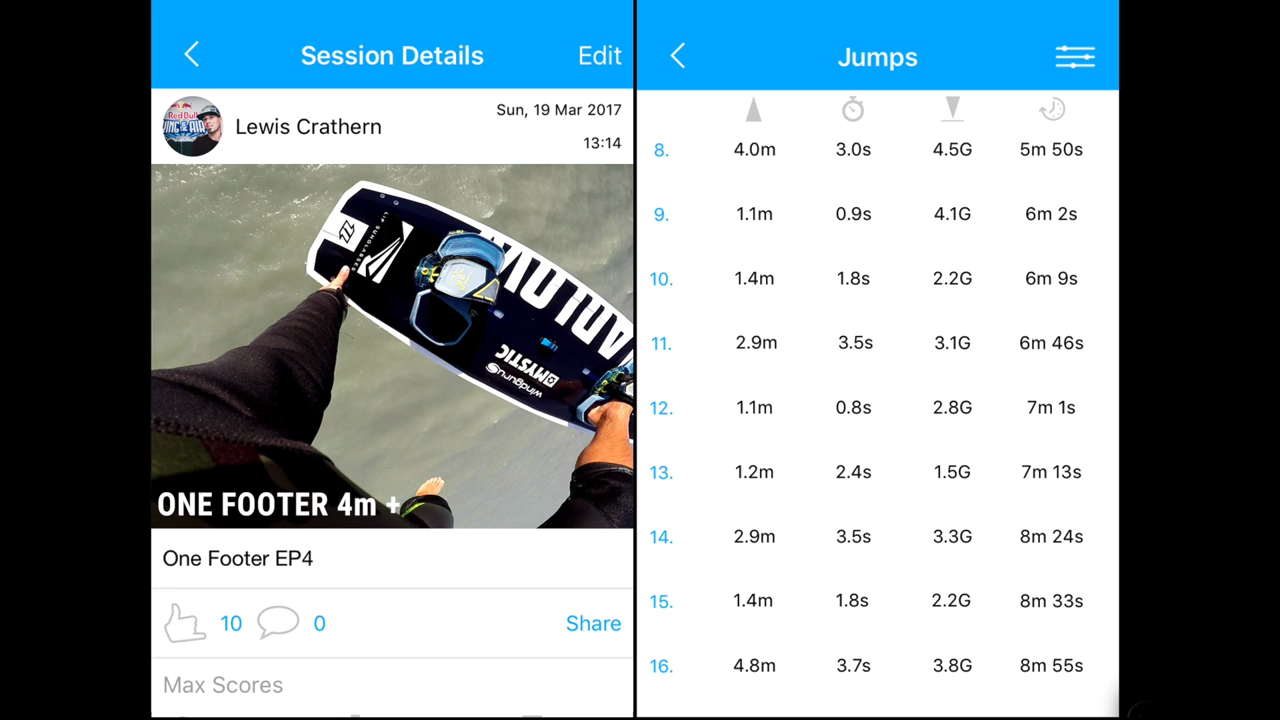 Session Details
Edit
Lewis Crathern
Sun, 19 Mar 2017
13:14
LIP SUNGLASSES
MYSTIC
windguru
ONE FOOTER 4m +
One Footer EP4
10
0
Share
Max Scores
Jumps
8. 4.0m 3.0s 4.5G 5m 50s
9. 1.1m 0.9s 4.1G 6m 2s
10. 1.4m 1.8s 2.2G 6m 9s
11. 2.9m 3.5s 3.1G 6m 46s
12. 1.1m 0.8s 2.8G 7m 1s
13. 1.2m 2.4s 1.5G 7m 13s
14. 2.9m 3.5s 3.3G 8m 24s
15. 1.4m 1.8s 2.2G 8m 33s
16. 4.8m 3.7s 3.8G 8m 55s